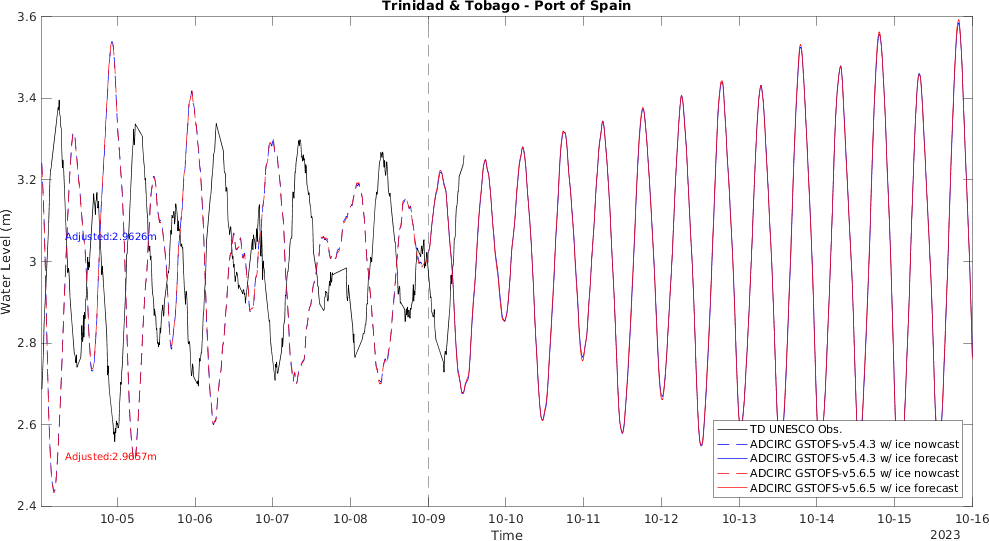 Trinidad & Tobago - Port of Spain
Water Level (m)
3.6
3.4
3.2
3
2.8
2.6
2.4
Adjusted:2.9626m
Adjusted:2.9657m
TD UNESCO Obs.
ADCIRC GSTOFS-v5.4.3 w/ ice nowcast
ADCIRC GSTOFS-v5.4.3 w/ ice forecast
ADCIRC GSTOFS-v5.6.5 w/ ice nowcast
ADCIRC GSTOFS-v5.6.5 w/ ice forecast
10-05 10-06 10-07 10-08 10-09 10-10 10-11 10-12 10-13 10-14 10-15 10-16
Time
2023